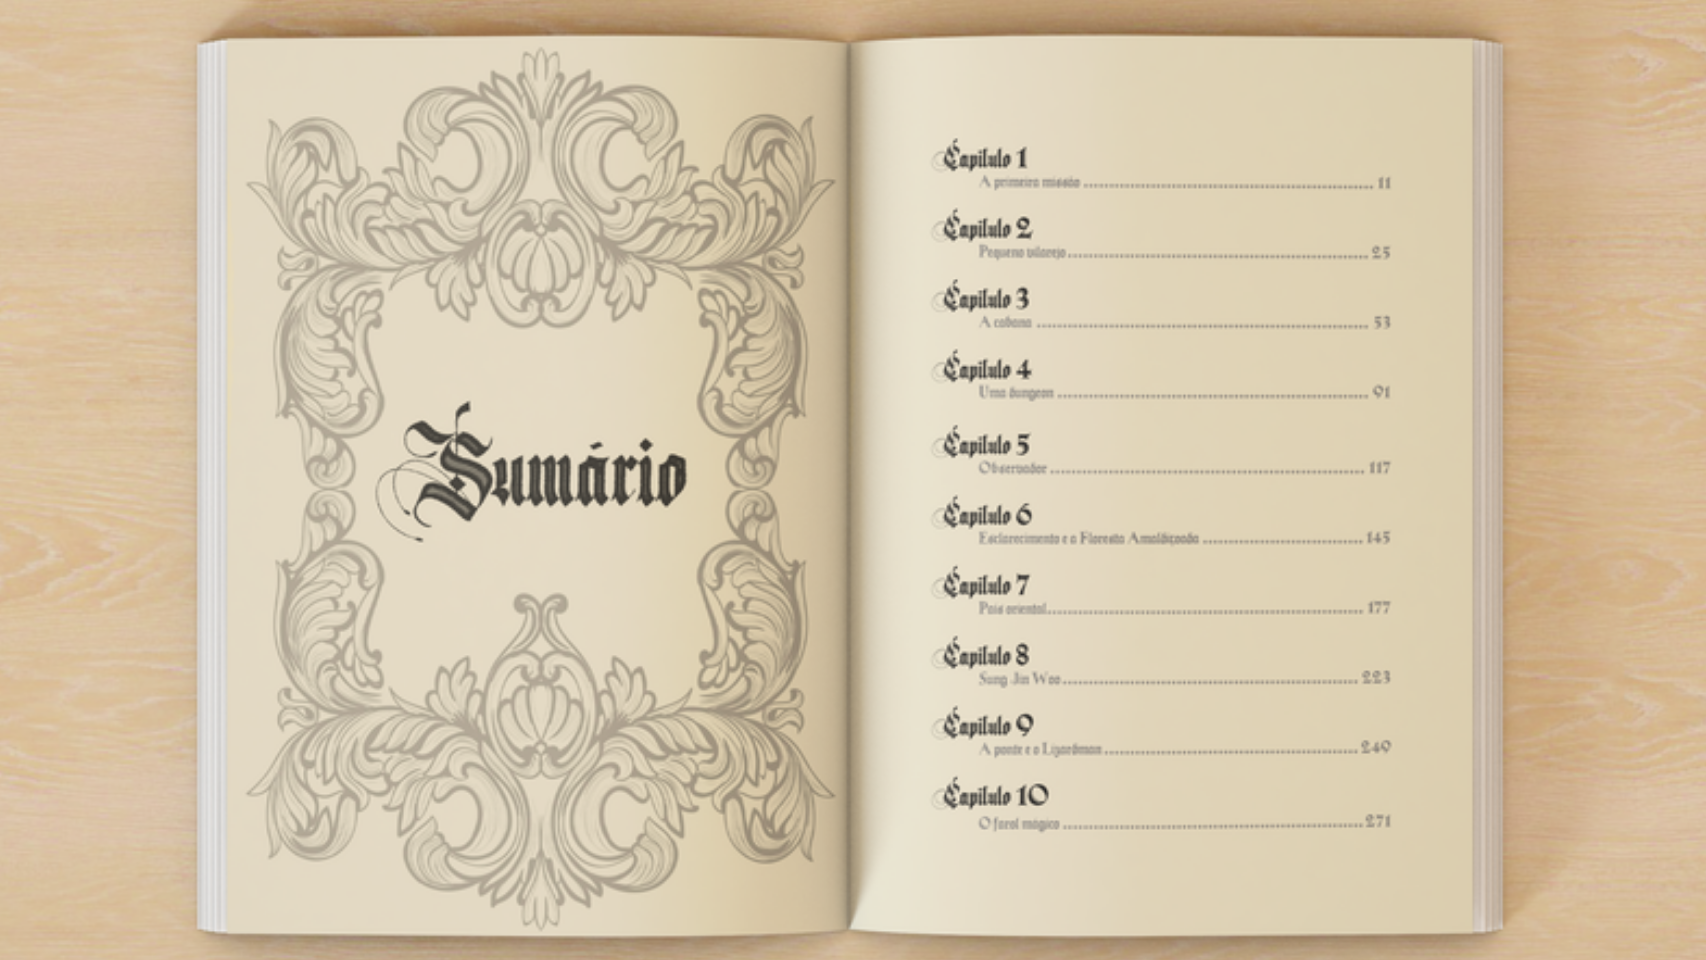 Sumário
Capítulo 1
A primeira missão 11
Capítulo 2
Pequeno vilarejo 25
Capítulo 3
A cabana 53
Capítulo 4
Uma dungeon 91
Capítulo 5
Observador 117
Capítulo 6
Esclarecimento e a Floresta Amaldiçoada 145
Capítulo 7
País oriental 177
Capítulo 8
Sung Jin Woo 223
Capítulo 9
A ponte e o Lizardman 249
Capítulo 10
O farol mágico 271